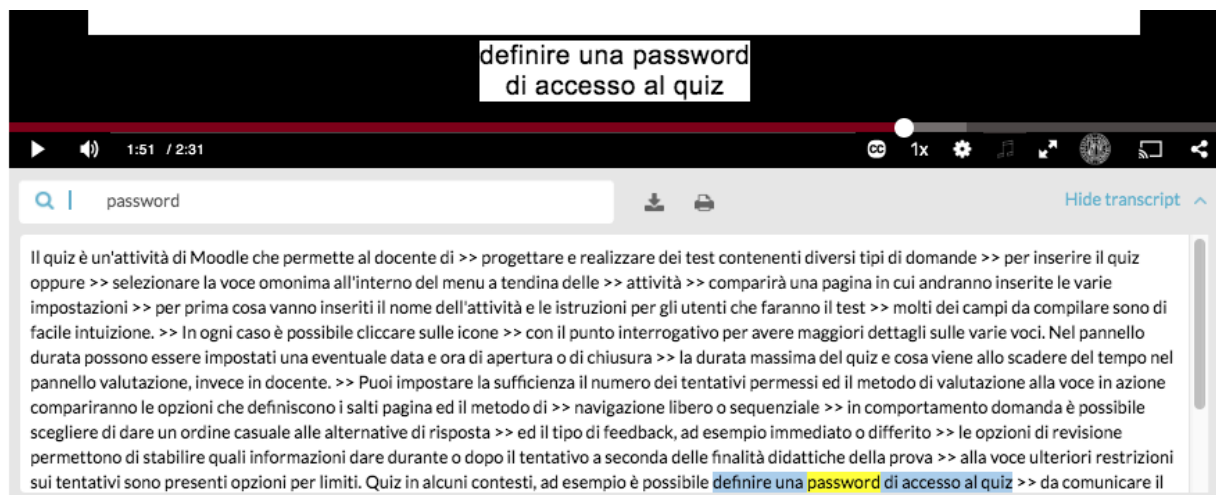 definire una password
di accesso al quiz
1:51 / 2:31
CC
1x
password
Hide transcript
Il quiz è un'attività di Moodle che permette al docente di >> progettare e realizzare dei test contenenti diversi tipi di domande >> per inserire il quiz
oppure >> selezionare la voce omonima all'interno del menu a tendina delle >> attività >> comparirà una pagina in cui andranno inserite le varie
impostazioni >> per prima cosa vanno inseriti il nome dell'attività e le istruzioni per gli utenti che faranno il test >> molti dei campi da compilare sono di
facile intuizione. >> In ogni caso è possibile cliccare sulle icone >> con il punto interrogativo per avere maggiori dettagli sulle varie voci. Nel pannello
durata possono essere impostati una eventuale data e ora di apertura o di chiusura >> la durata massima del quiz e cosa viene allo scadere del tempo nel
pannello valutazione, invece in docente. >> Puoi impostare la sufficienza il numero dei tentativi permessi ed il metodo di valutazione alla voce in azione
compariranno le opzioni che definiscono i salti pagina ed il metodo di >> navigazione libero o sequenziale >> in comportamento domanda è possibile
scegliere di dare un ordine casuale alle alternative di risposta >> ed il tipo di feedback, ad esempio immediato o differito >> le opzioni di revisione
permettono di stabilire quali informazioni dare durante o dopo il tentativo a seconda delle finalità didattiche della prova >> alla voce ulteriori restrizioni
sui tentativi sono presenti opzioni per limiti. Quiz in alcuni contesti, ad esempio è possibile definire una password di accesso al quiz >> da comunicare il